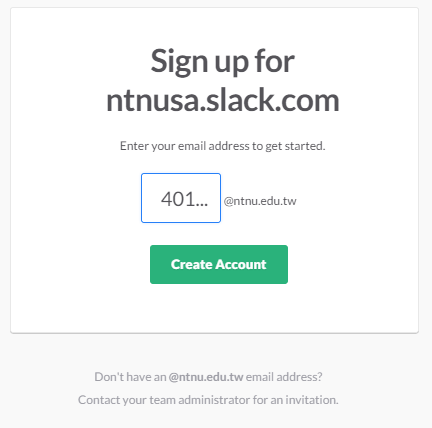 Sign up for
ntnusa.slack.com
Enter your email address to get started.
401... @ntnu.edu.tw
Create Account
Don't have an @ntnu.edu.tw email address?
Contact your team administrator for an invitation.